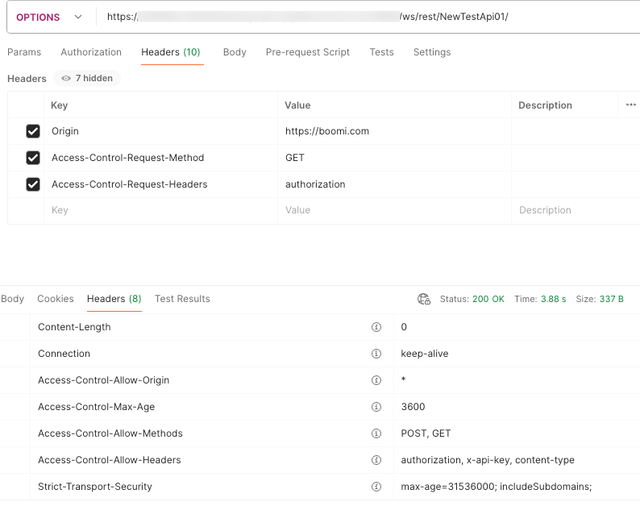 OPTIONS https:/ /ws/rest/NewTestApi01/
Params Authorization Headers (10) Body Pre-request Script Tests Settings
Headers 7 hidden
Key Value Description
Origin https://boomi.com
Access-Control-Request-Method GET
Access-Control-Request-Headers authorization
Key Value Description
Body Cookies Headers (8) Test Results Status: 200 OK Time: 3.88 s Size: 337 B
Content-Length 0
Connection keep-alive
Access-Control-Allow-Origin *
Access-Control-Max-Age 3600
Access-Control-Allow-Methods POST, GET
Access-Control-Allow-Headers authorization, x-api-key, content-type
Strict-Transport-Security max-age=31536000; includeSubdomains;